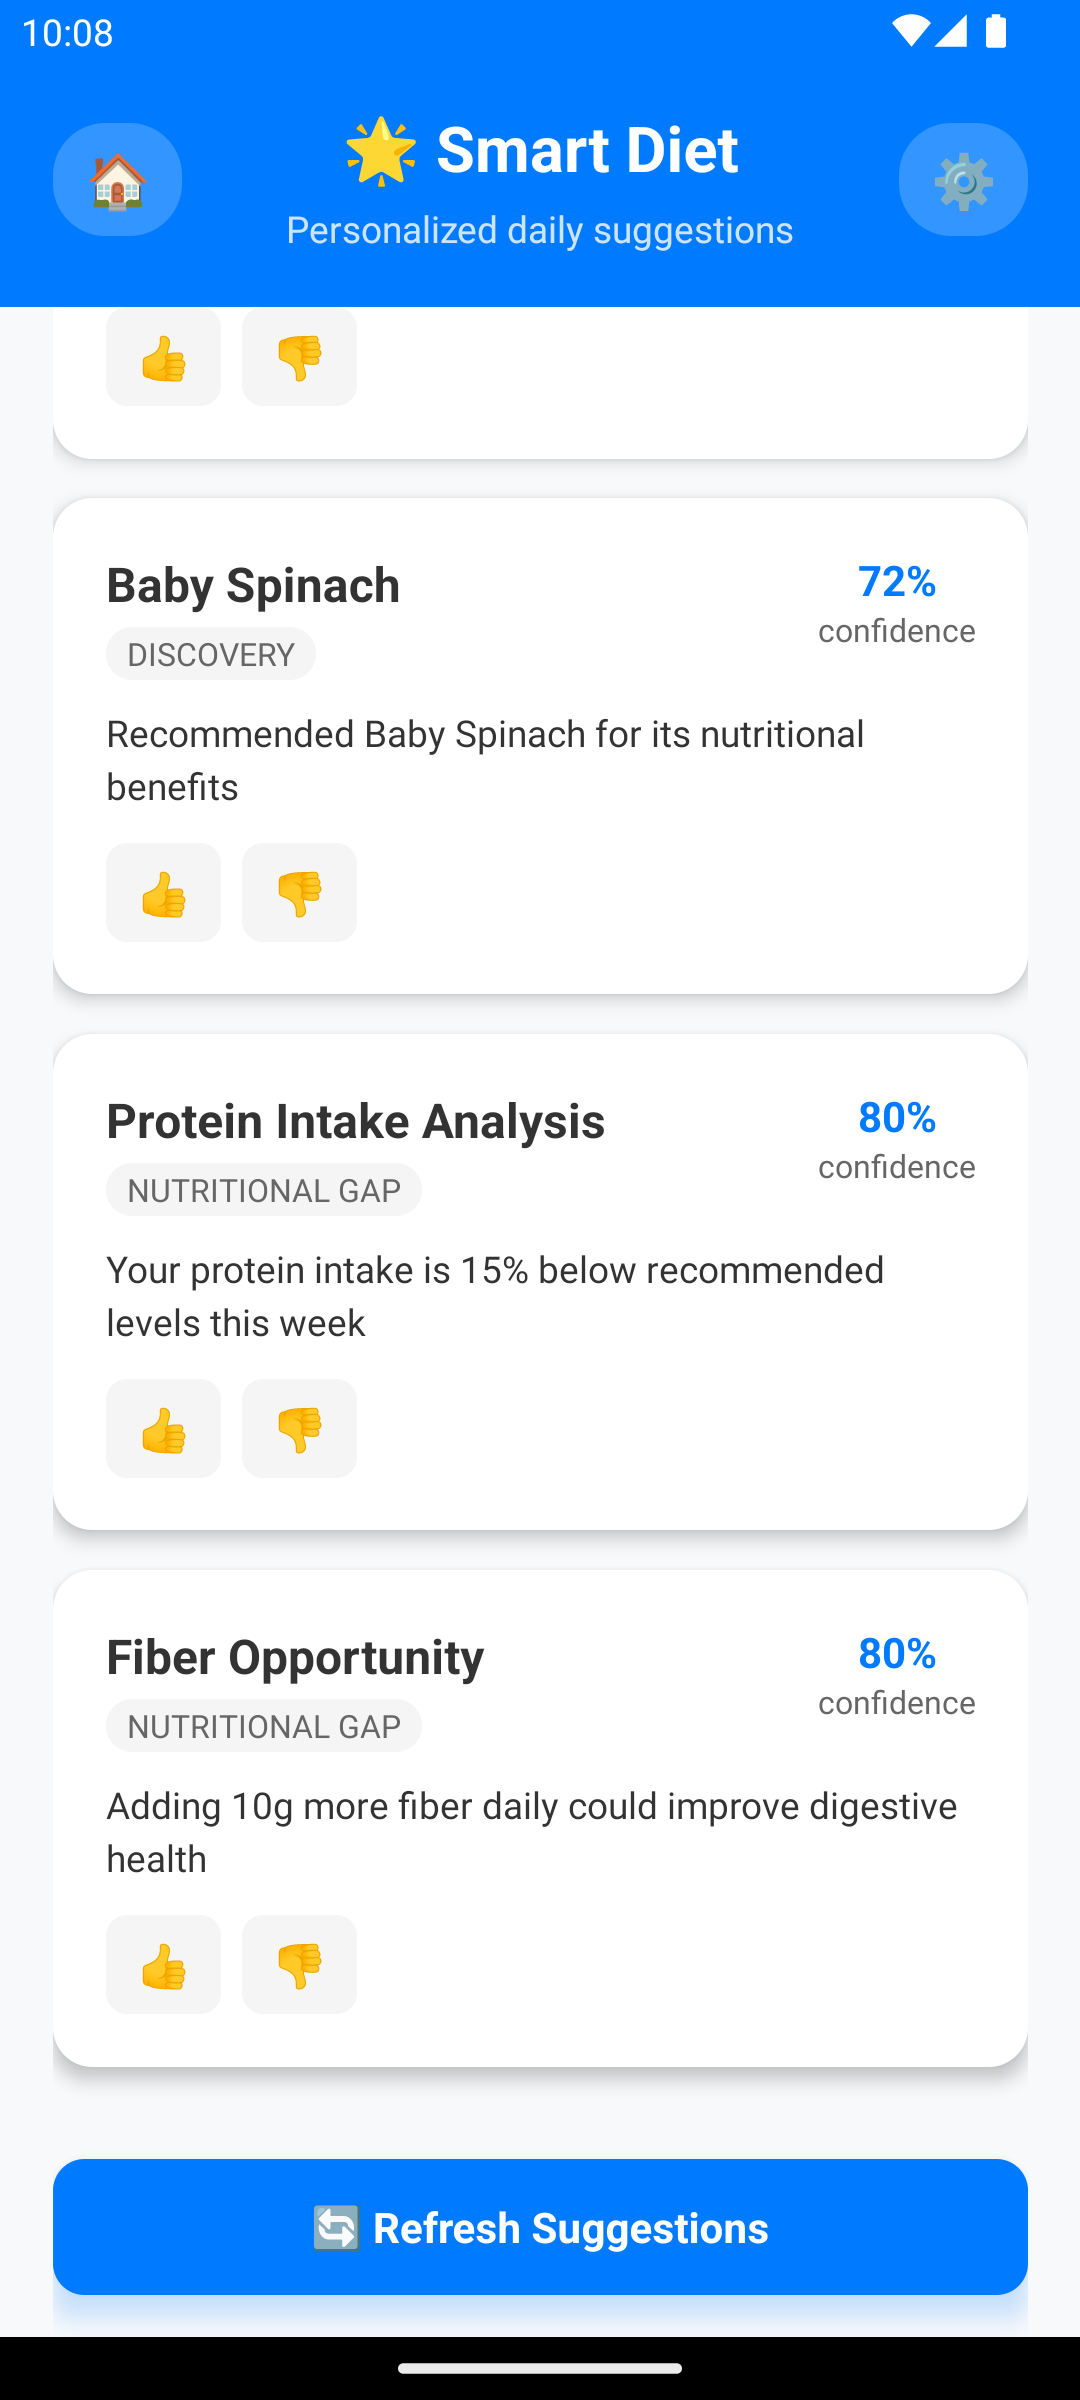 10:08
Smart Diet
Personalized daily suggestions
Baby Spinach
72%
confidence
DISCOVERY
Recommended Baby Spinach for its nutritional
benefits
Protein Intake Analysis
80%
confidence
NUTRITIONAL GAP
Your protein intake is 15% below recommended
levels this week
Fiber Opportunity
80%
confidence
NUTRITIONAL GAP
Adding 10g more fiber daily could improve digestive
health
Refresh Suggestions